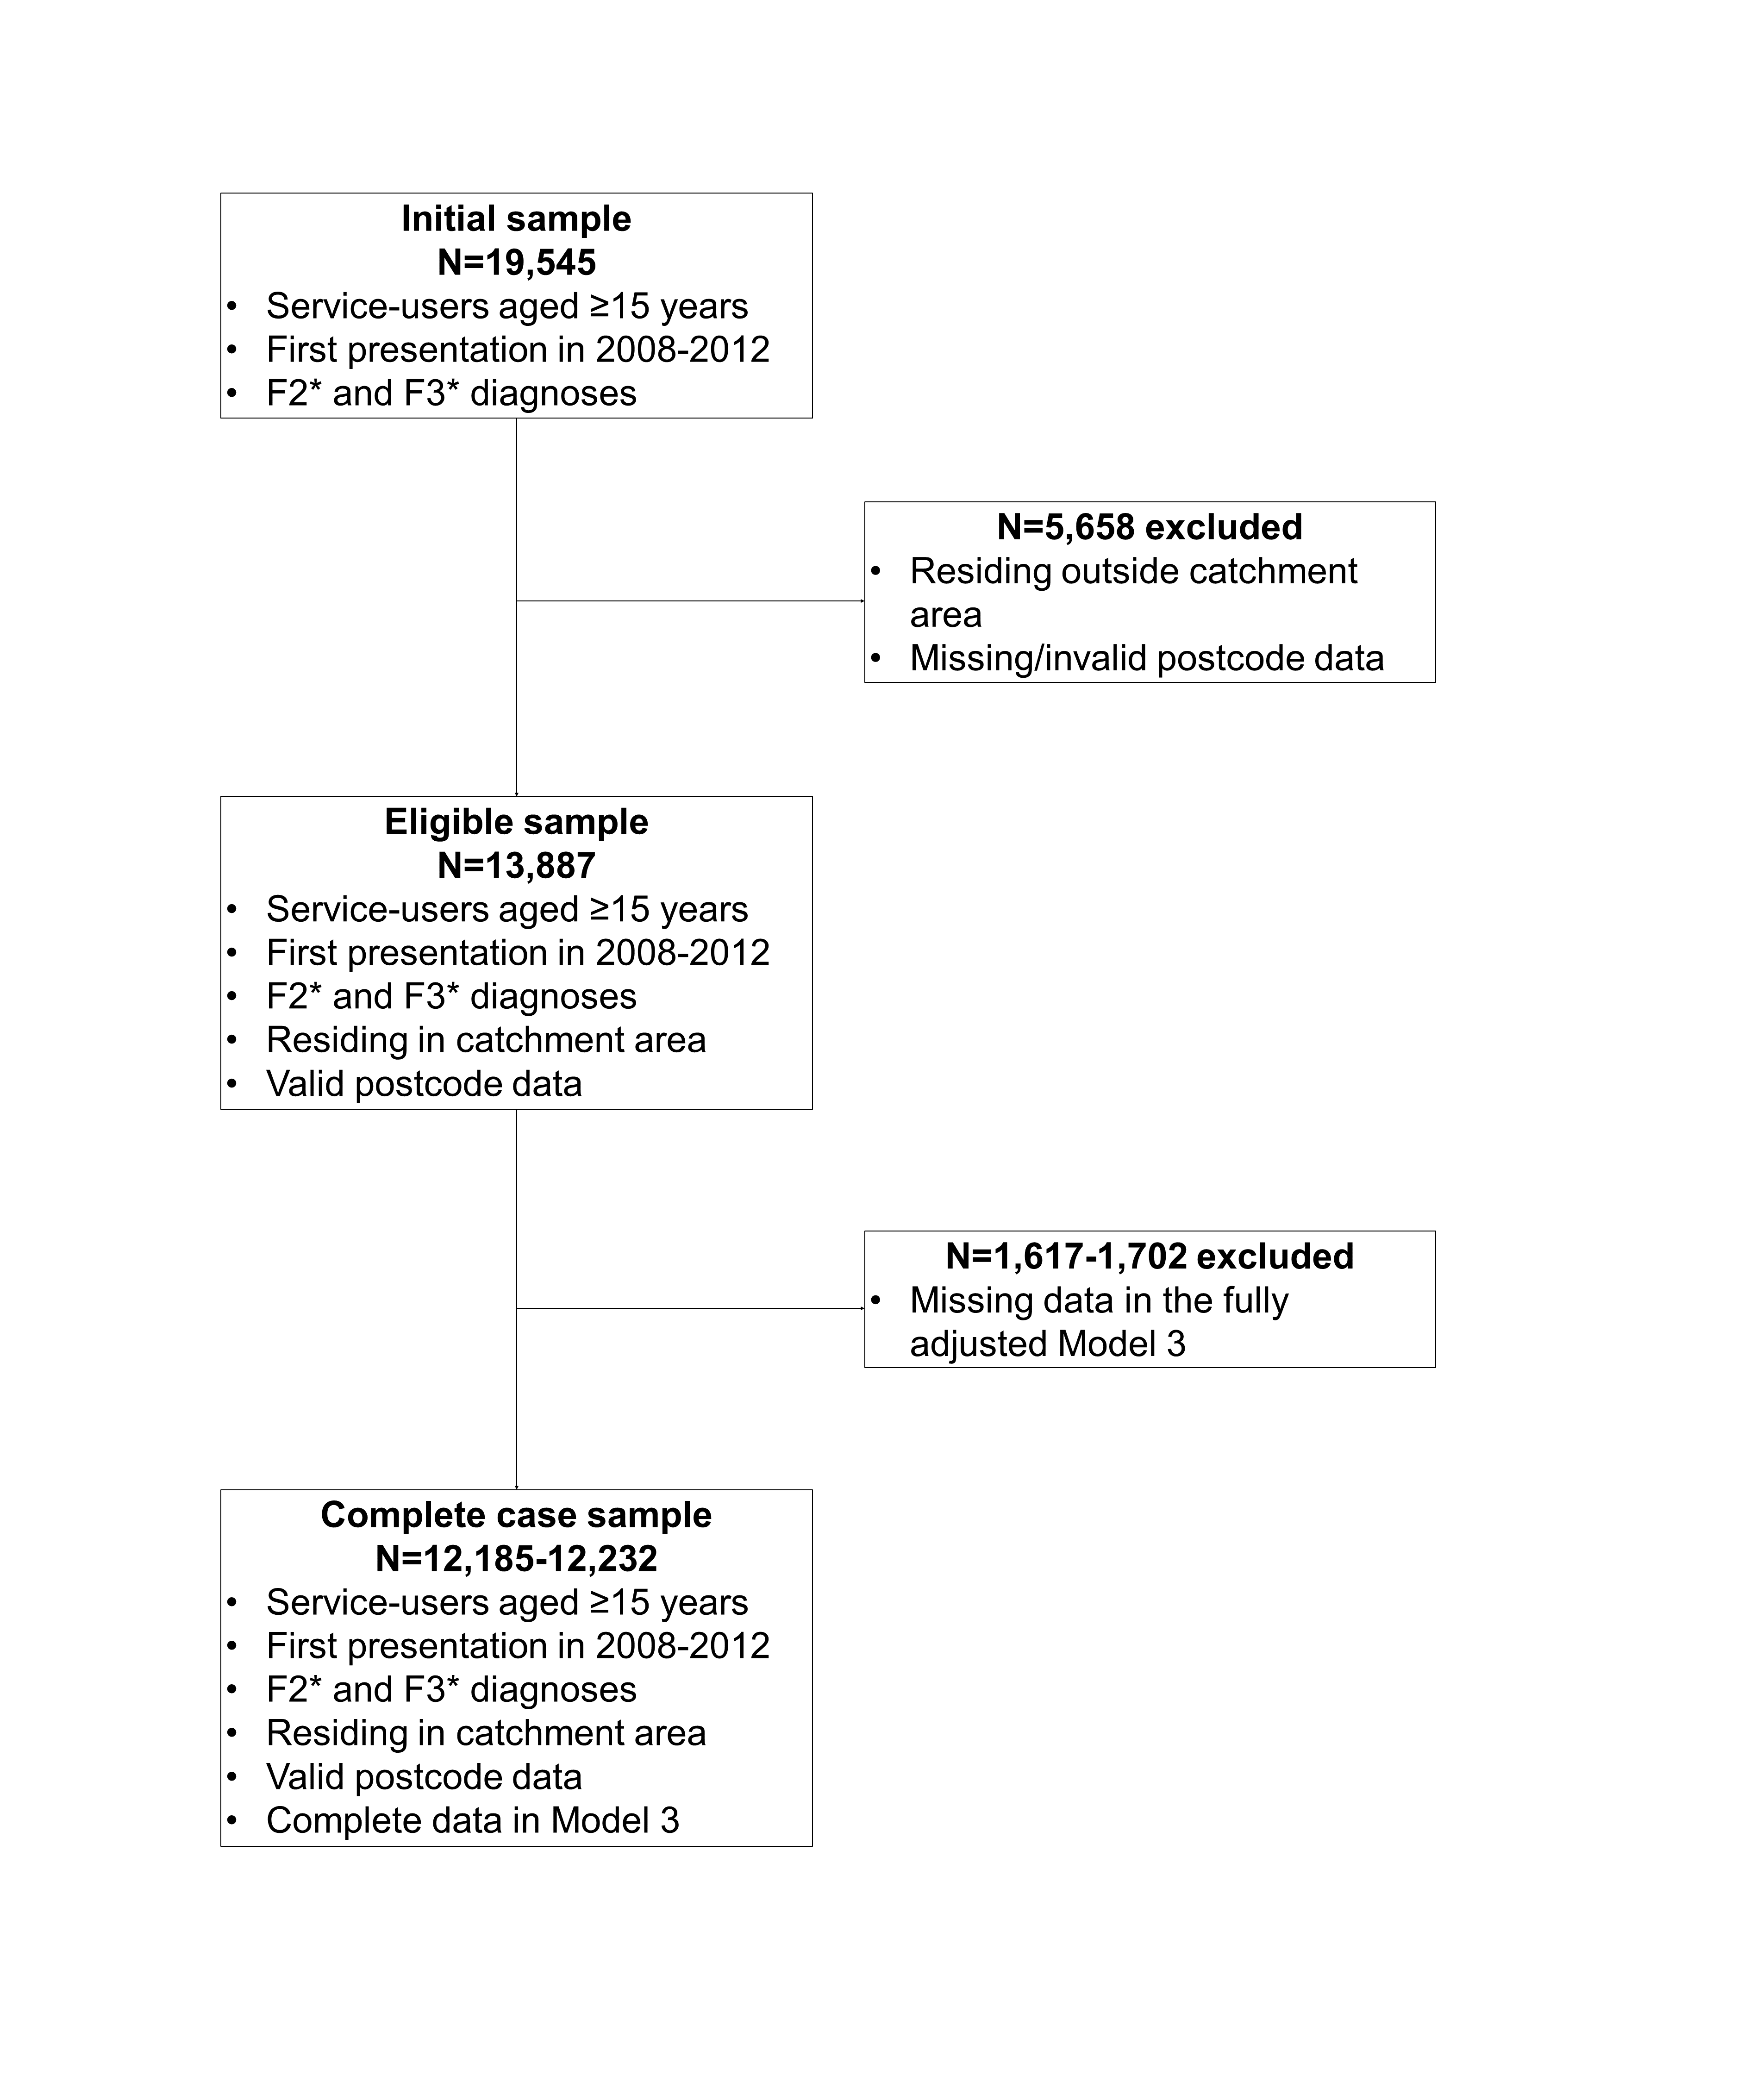 Initial sample
N=19,545
• Service-users aged ≥15 years
• First presentation in 2008-2012
• F2* and F3* diagnoses
N=5,658 excluded
• Residing outside catchment
area
• Missing/invalid postcode data
Eligible sample
N=13,887
• Service-users aged ≥15 years
• First presentation in 2008-2012
• F2* and F3* diagnoses
• Residing in catchment area
• Valid postcode data
N=1,617-1,702 excluded
• Missing data in the fully
adjusted Model 3
Complete case sample
N=12,185-12,232
• Service-users aged ≥15 years
• First presentation in 2008-2012
• F2* and F3* diagnoses
• Residing in catchment area
• Valid postcode data
• Complete data in Model 3